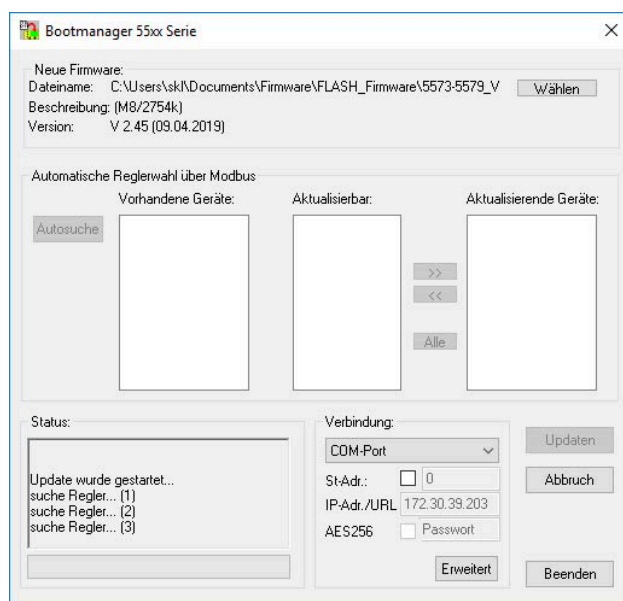 Bootmanager 55xx Serie
Neue Firmware:
Dateiname: C:\Users\skl\Documents\Firmware\FLASH_Firmware\5573-5579_V
Wählen
Beschreibung: (M8/2754k)
Version: V 2.45 (09.04.2019)
Automatische Reglerwahl über Modbus
Vorhandene Geräte: Aktualisierbar: Aktualisierende Geräte:
Autosuche
>>
<<
Alle
Status:
Update wurde gestartet...
suche Regler... (1)
suche Regler... (2)
suche Regler... (3)
Verbindung:
COM-Port
St-Adr.: 0
IP-Adr./URL 172.30.39.203
AES256 Passwort
Erweitert
Updaten
Abbruch
Beenden